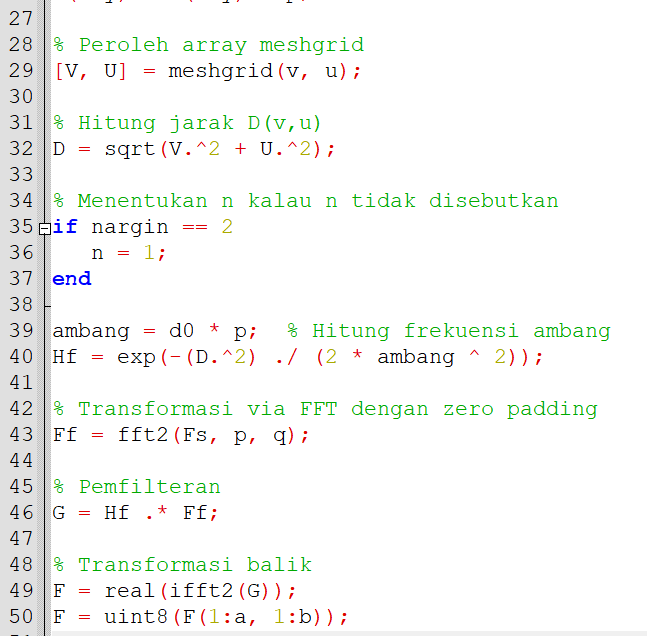 27
28 % Peroleh array meshgrid
29 [V, U] = meshgrid(v, u);
30
31 % Hitung jarak D(v,u)
32 D = sqrt(V.^2 + U.^2);
33
34 % Menentukan n kalau n tidak disebutkan
35 if nargin == 2
36    n = 1;
37 end
38
39 ambang = d0 * p;  % Hitung frekuensi ambang
40 Hf = exp(-(D.^2) ./ (2 * ambang ^ 2));
41
42 % Transformasi via FFT dengan zero padding
43 Ff = fft2(Fs, p, q);
44
45 % Pemfilteran
46 G = Hf .* Ff;
47
48 % Transformasi balik
49 F = real(ifft2(G));
50 F = uint8(F(1:a, 1:b));